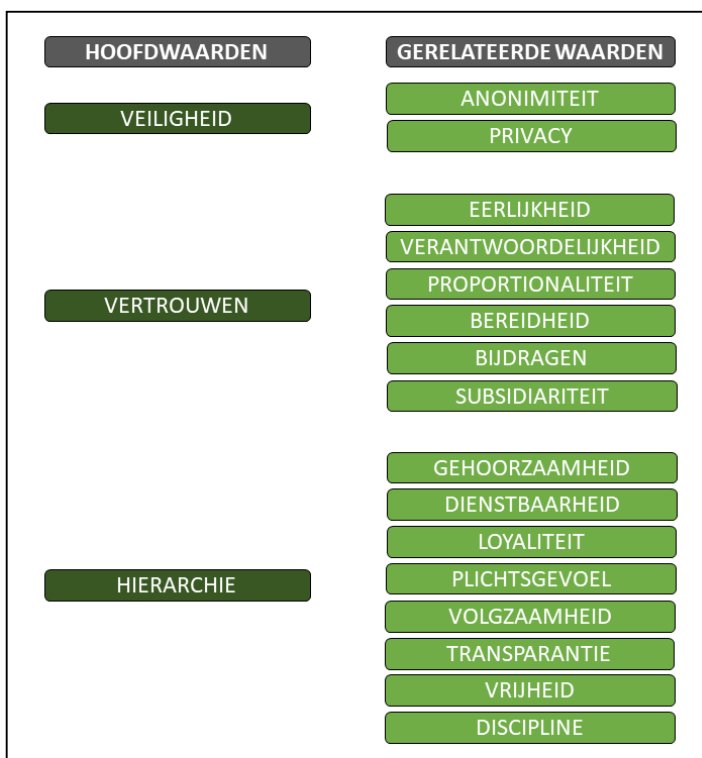 HOOFDWAARDEN
GERELATEERDE WAARDEN
VEILIGHEID
ANONIMITEIT
PRIVACY
VERTROUWEN
EERLIJKHEID
VERANTWOORDELIJKHEID
PROPORTIONALITEIT
BEREIDHEID
BIJDRAGEN
SUBSIDIARITEIT
HIERARCHIE
GEHOORZAAMHEID
DIENSTBAARHEID
LOYALITEIT
PLICHTSGEVOEL
VOLGZAAMHEID
TRANSPARANTIE
VRIJHEID
DISCIPLINE